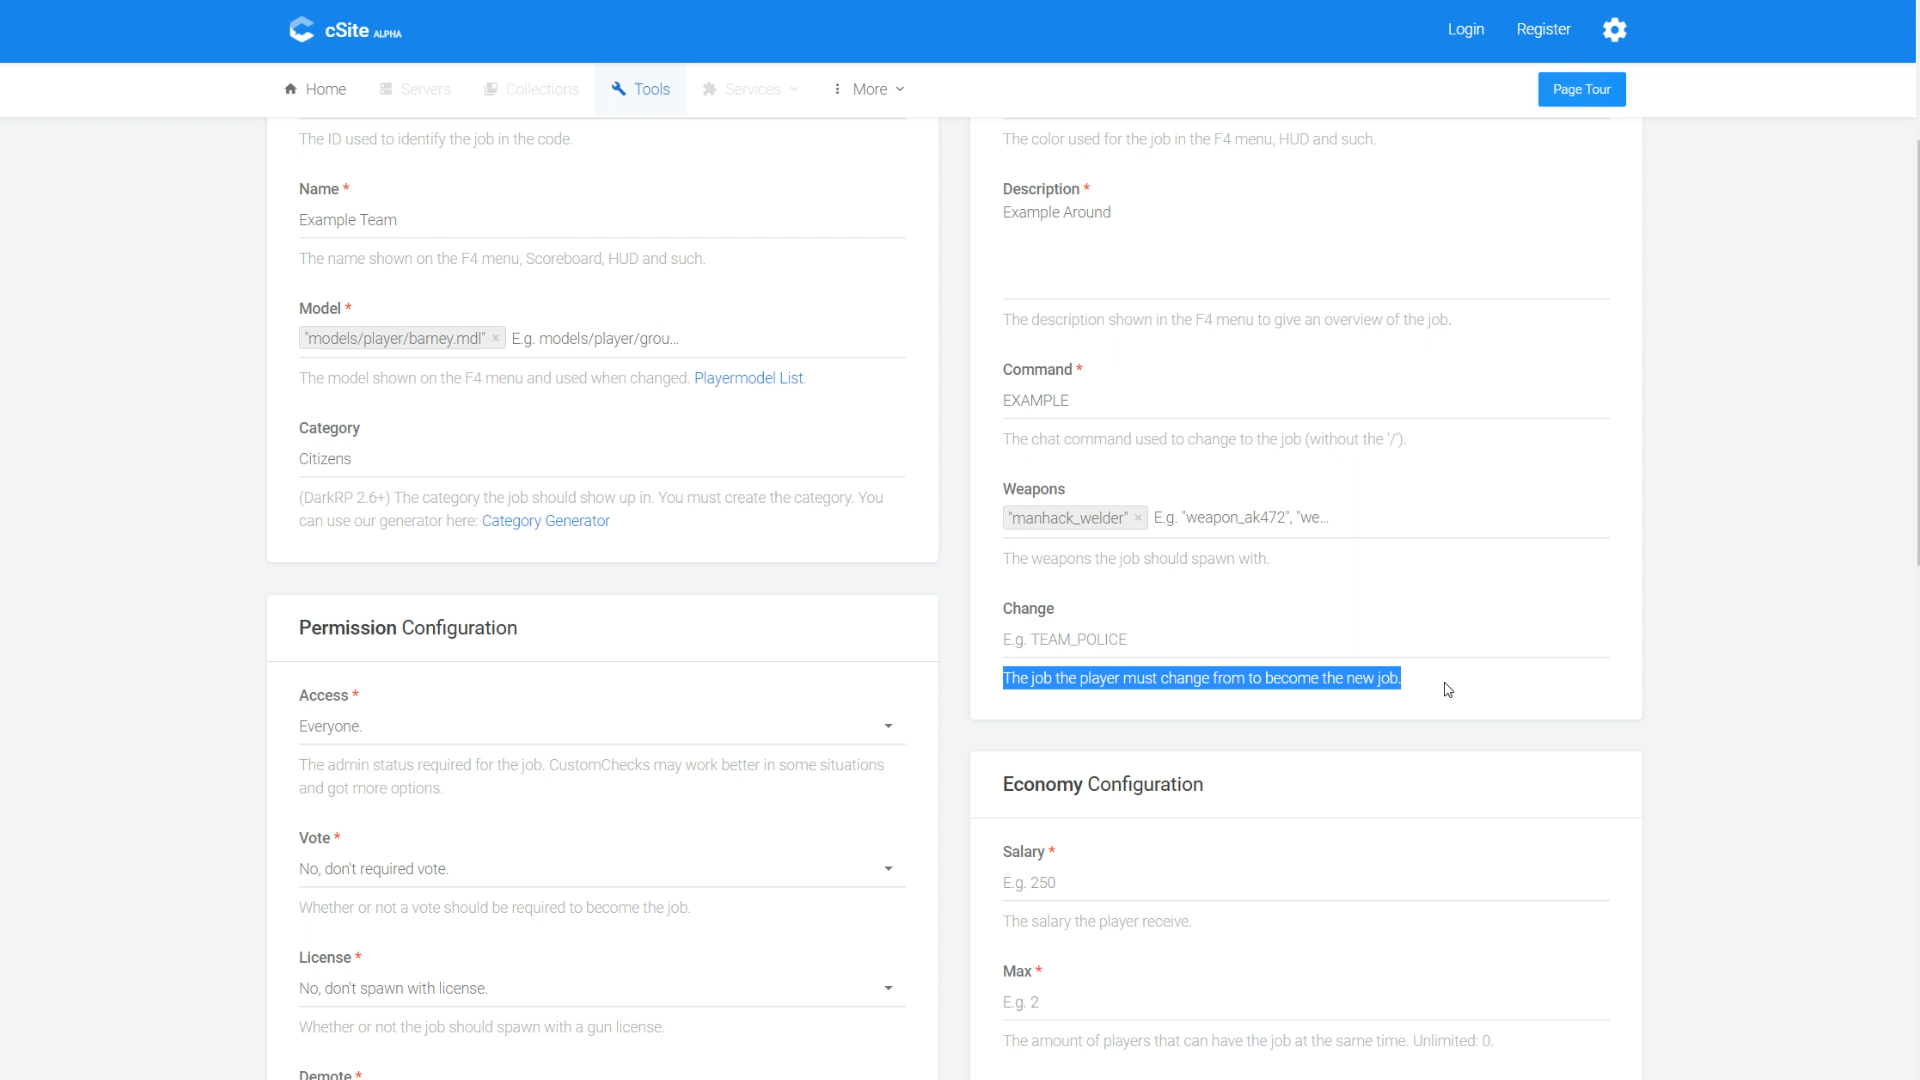 cSite ALPHA
Login
Register
Home
Servers
Collections
Tools
Services
More
Page Tour
The ID used to identify the job in the code.
Name *
Example Team
The name shown on the F4 menu, Scoreboard, HUD and such.
Model *
"models/player/barney.mdl" × E.g. models/player/grou...
The model shown on the F4 menu and used when changed. Playermodel List.
Category
Citizens
(DarkRP 2.6+) The category the job should show up in. You must create the category. You
can use our generator here: Category Generator
Permission Configuration
Access *
Everyone.
The admin status required for the job. CustomChecks may work better in some situations
and got more options.
Vote *
No, don't required vote.
Whether or not a vote should be required to become the job.
License *
No, don't spawn with license.
Whether or not the job should spawn with a gun license.
Demote *
The color used for the job in the F4 menu, HUD and such.
Description *
Example Around
The description shown in the F4 menu to give an overview of the job.
Command *
EXAMPLE
The chat command used to change to the job (without the '/').
Weapons
"manhack_welder" × E.g. "weapon_ak472", "we...
The weapons the job should spawn with.
Change
E.g. TEAM_POLICE
The job the player must change from to become the new job.
Economy Configuration
Salary *
E.g. 250
The salary the player receive.
Max *
E.g. 2
The amount of players that can have the job at the same time. Unlimited: 0.